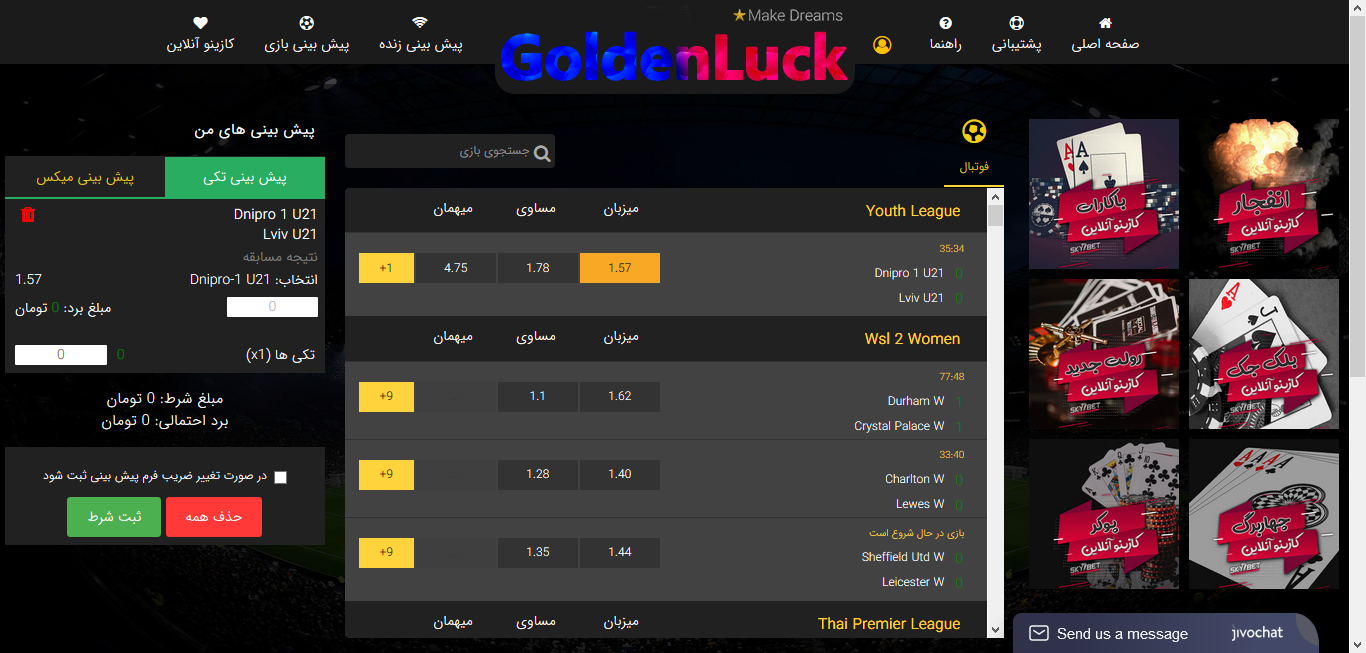 ★Make Dreams
GoldenLuck
صفحه اصلی
پشتیبانی
راهنما
پیش بینی زنده
پیش بینی بازی
کازینو آنلاین
انفجار
کازینو آنلاین
SKY77BET
باکارات
کازینو آنلاین
SKY77BET
بلک جک
کازینو آنلاین
SKY77BET
رولت جدید
کازینو آنلاین
SKY77BET
چهاربرگ
کازینو آنلاین
SKY77BET
پوکر
کازینو آنلاین
SKY77BET
فوتبال
جستجوی بازی
Youth League میزبان مساوی میهمان
35:34
Dnipro 1 U21 0 1.57 1.78 4.75 +1
Lviv U21 0
Wsl 2 Women میزبان مساوی میهمان
77:48
Durham W 1 1.62 1.1 +9
Crystal Palace W 1
33:40
Charlton W 0 1.40 1.28 +9
Lewes W 0
بازی در حال شروع است
Sheffield Utd W 0 1.44 1.35 +9
Leicester W 0
Thai Premier League میزبان مساوی میهمان
پیش بینی های من
پیش بینی تکی
پیش بینی میکس
Dnipro 1 U21
Lviv U21
نتیجه مسابقه
انتخاب: Dnipro-1 U21 1.57
0 مبلغ برد: 0 تومان
تکی ها (x1) 0 0
مبلغ شرط: 0 تومان
برد احتمالی: 0 تومان
در صورت تغییر ضریب فرم پیش بینی ثبت شود
حذف همه
ثبت شرط
Send us a message jivochat